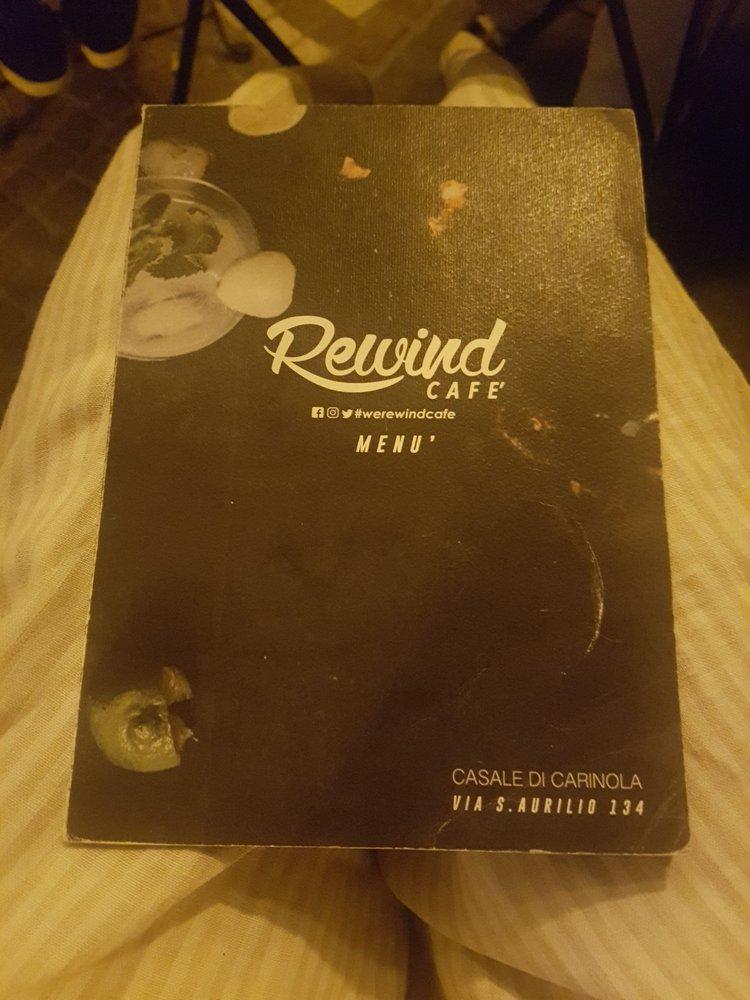 Rewind
CAFE'
#werewindcafe
MENU'
CASALE DI CARINOLA
VIA S.AURILIO 134